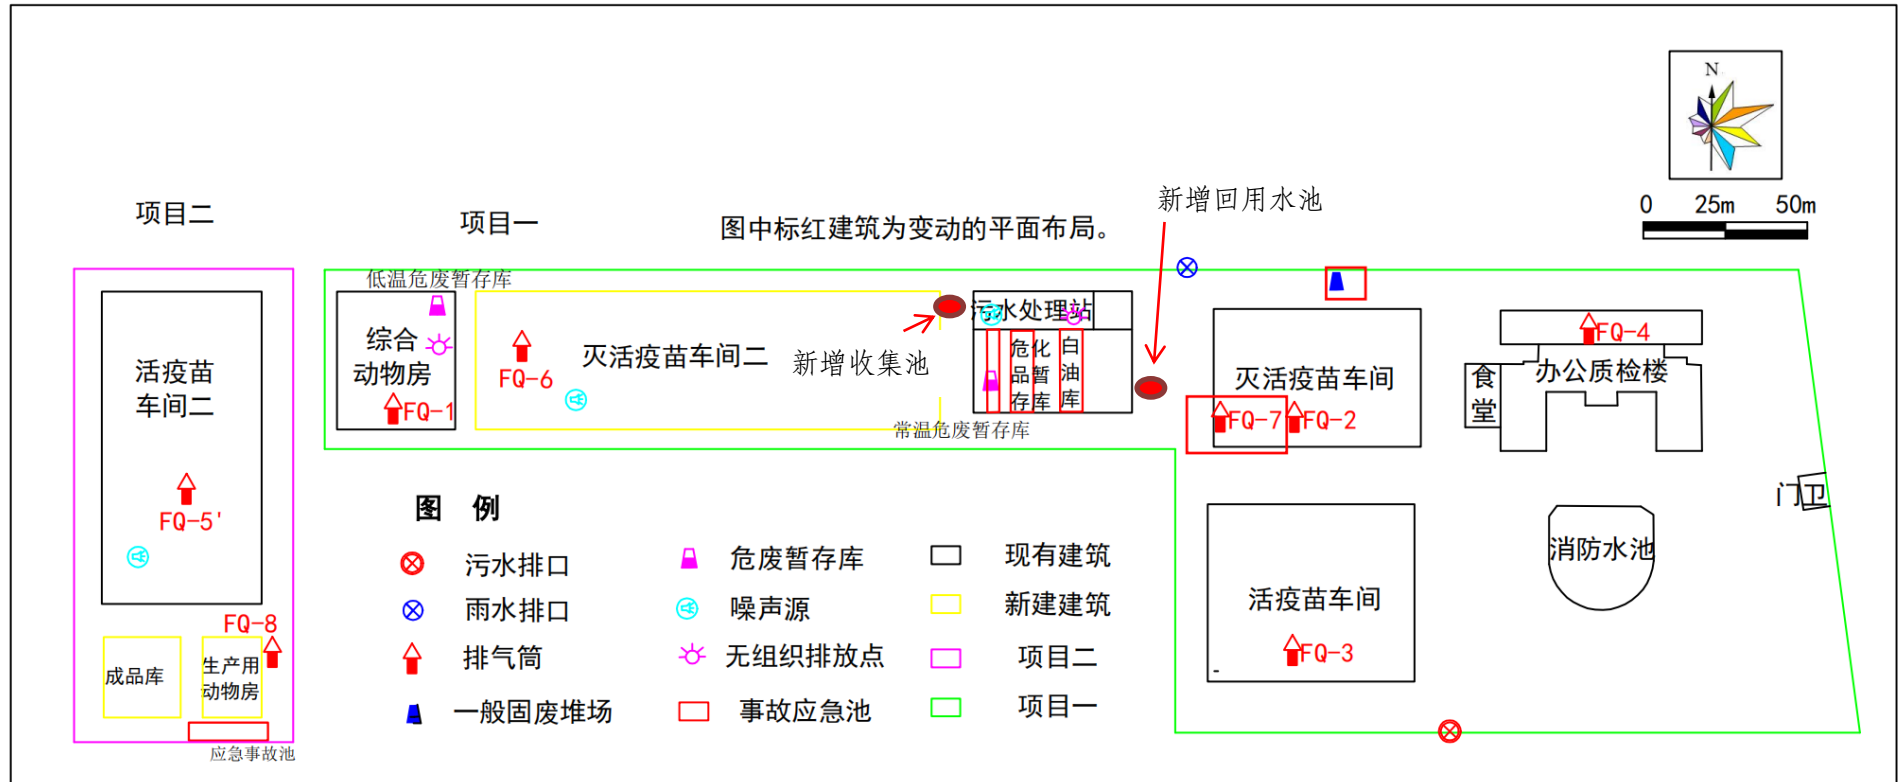 N
0 25m 50m
新增回用水池
项目二
项目一
图中标红建筑为变动的平面布局。
低温危废暂存库
综合
动物房
FQ-1
FQ-6
灭活疫苗车间二
新增收集池
污水处理站
危化
品暂
存库
白油库
常温危废暂存库
灭活疫苗车间
FQ-7
FQ-2
FQ-4
办公质检楼
食堂
门卫
消防水池
活疫苗车间
FQ-3
活疫苗
车间二
FQ-5'
FQ-8
成品库
生产用
动物房
应急事故池
图 例
污水排口
危废暂存库
现有建筑
雨水排口
噪声源
新建建筑
排气筒
无组织排放点
项目二
一般固废堆场
事故应急池
项目一